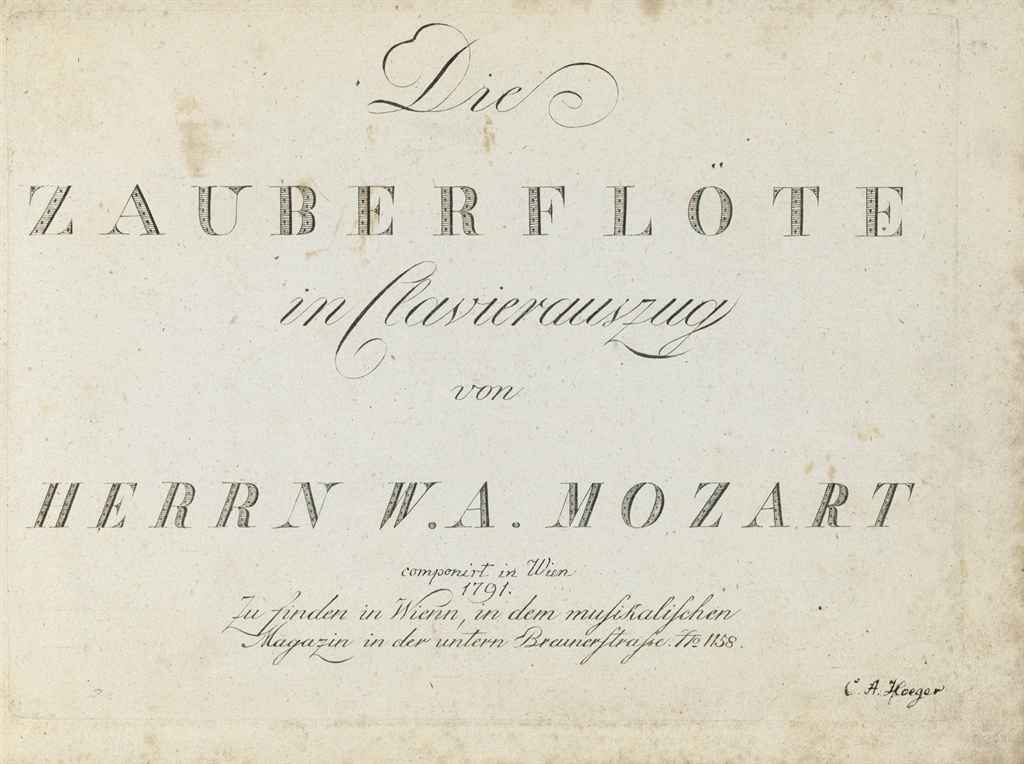 Die
ZAUBERFLÖTE
in Clavierauszug
von
HERRN W. A. MOZART
componirt in Wien
1791.
Zu finden in Wienn, in dem muſikaliſchen
Magazin in der untern Braunerſtraſse. No 1158.
C. A. Hoeger